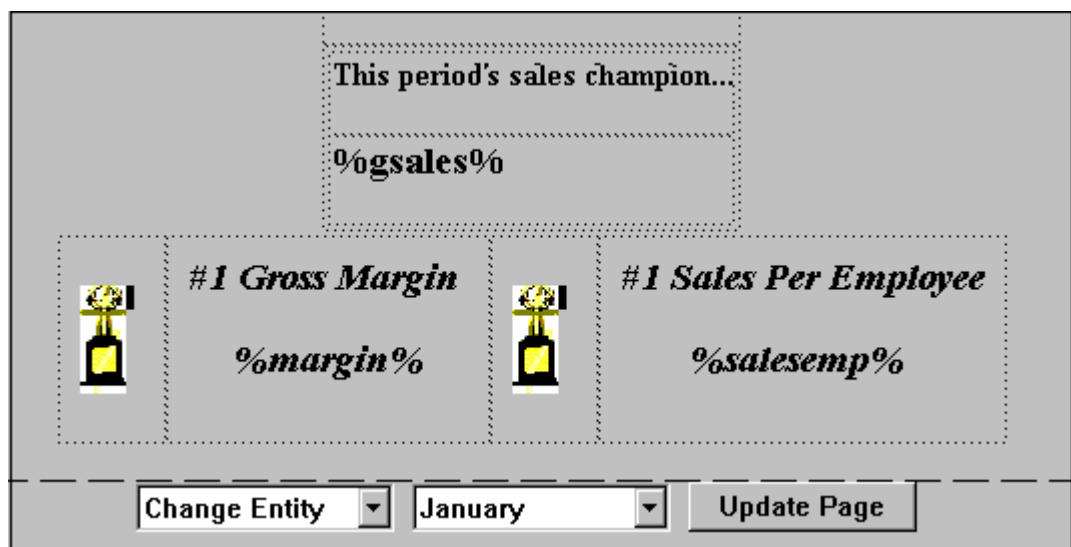 This period's sales champion...
%gsales%
#1 Gross Margin
#1 Sales Per Employee
%margin%
%salesemp%
Change Entity
January
Update Page